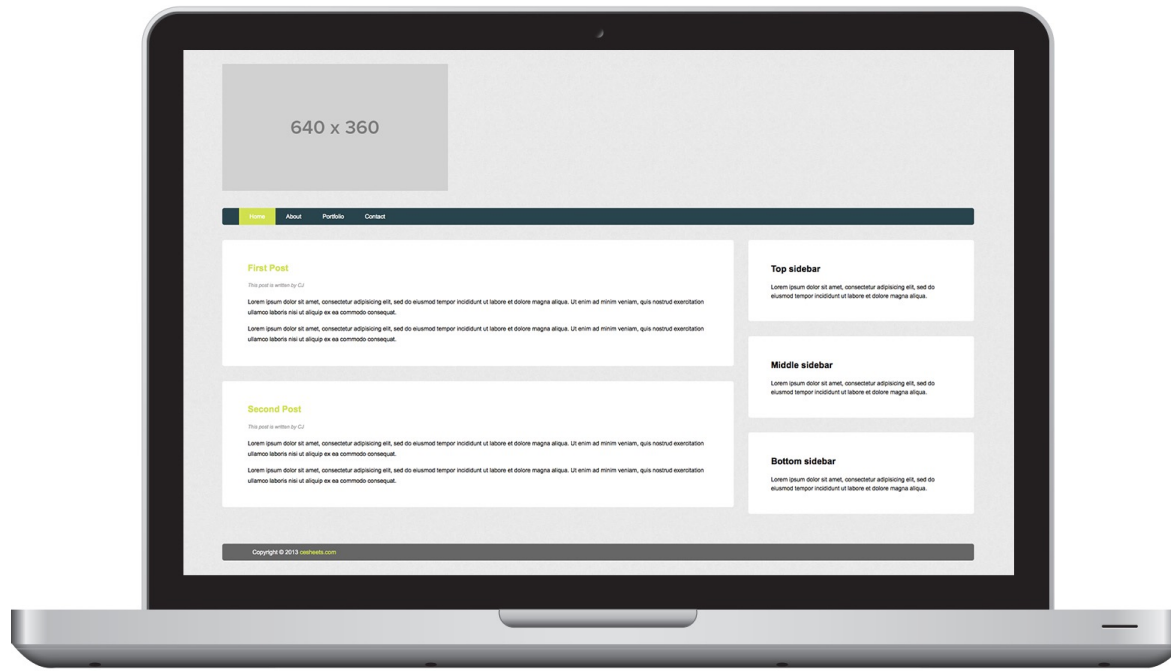 640 x 360
Home About Portfolio Contact
First Post
This post is written by CJ
Lorem ipsum dolor sit amet, consectetur adipisicing elit, sed do eiusmod tempor incididunt ut labore et dolore magna aliqua. Ut enim ad minim veniam, quis nostrud exercitation
ullamco laboris nisi ut aliquip ex ea commodo consequat.
Lorem ipsum dolor sit amet, consectetur adipisicing elit, sed do eiusmod tempor incididunt ut labore et dolore magna aliqua. Ut enim ad minim veniam, quis nostrud exercitation
ullamco laboris nisi ut aliquip ex ea commodo consequat.
Second Post
This post is written by CJ
Lorem ipsum dolor sit amet, consectetur adipisicing elit, sed do eiusmod tempor incididunt ut labore et dolore magna aliqua. Ut enim ad minim veniam, quis nostrud exercitation
ullamco laboris nisi ut aliquip ex ea commodo consequat.
Lorem ipsum dolor sit amet, consectetur adipisicing elit, sed do eiusmod tempor incididunt ut labore et dolore magna aliqua. Ut enim ad minim veniam, quis nostrud exercitation
ullamco laboris nisi ut aliquip ex ea commodo consequat.
Top sidebar
Lorem ipsum dolor sit amet, consectetur adipisicing elit, sed do
eiusmod tempor incididunt ut labore et dolore magna aliqua.
Middle sidebar
Lorem ipsum dolor sit amet, consectetur adipisicing elit, sed do
eiusmod tempor incididunt ut labore et dolore magna aliqua.
Bottom sidebar
Lorem ipsum dolor sit amet, consectetur adipisicing elit, sed do
eiusmod tempor incididunt ut labore et dolore magna aliqua.
Copyright © 2013